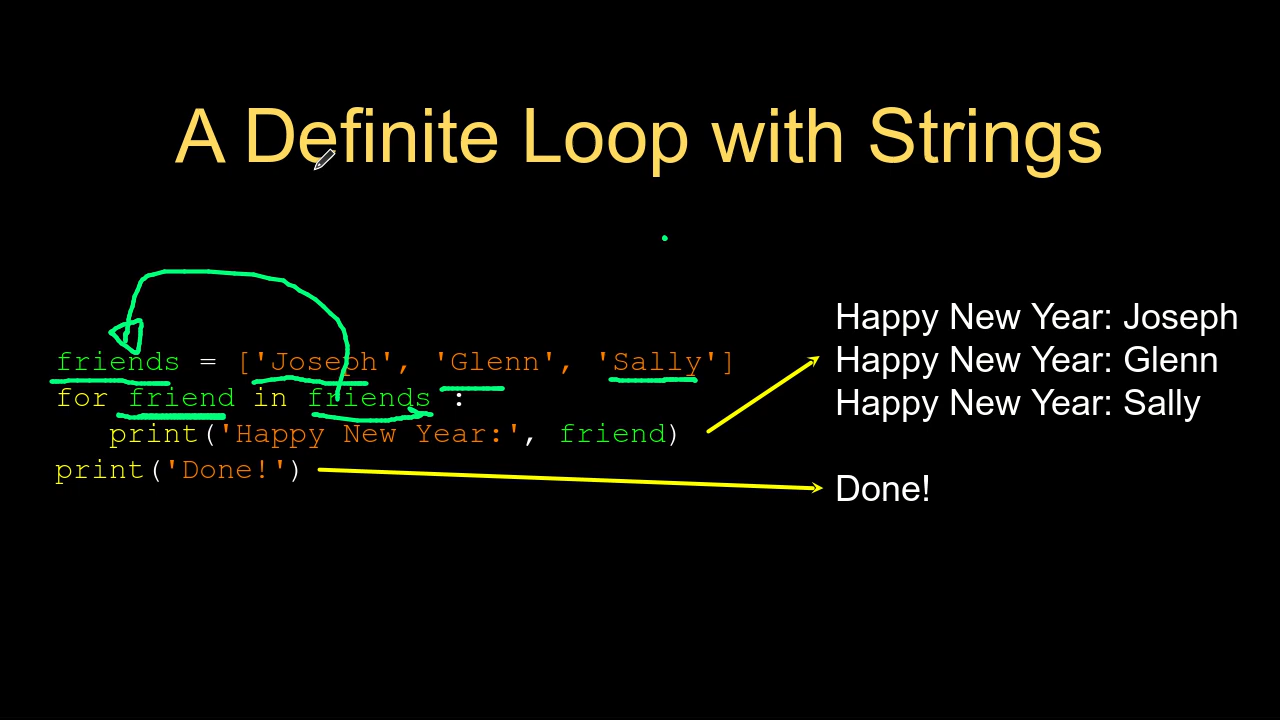 A Definite Loop with Strings
friends = ['Joseph', 'Glenn', 'Sally']
for friend in friends :
   print('Happy New Year:', friend)
print('Done!')
Happy New Year: Joseph
Happy New Year: Glenn
Happy New Year: Sally
Done!